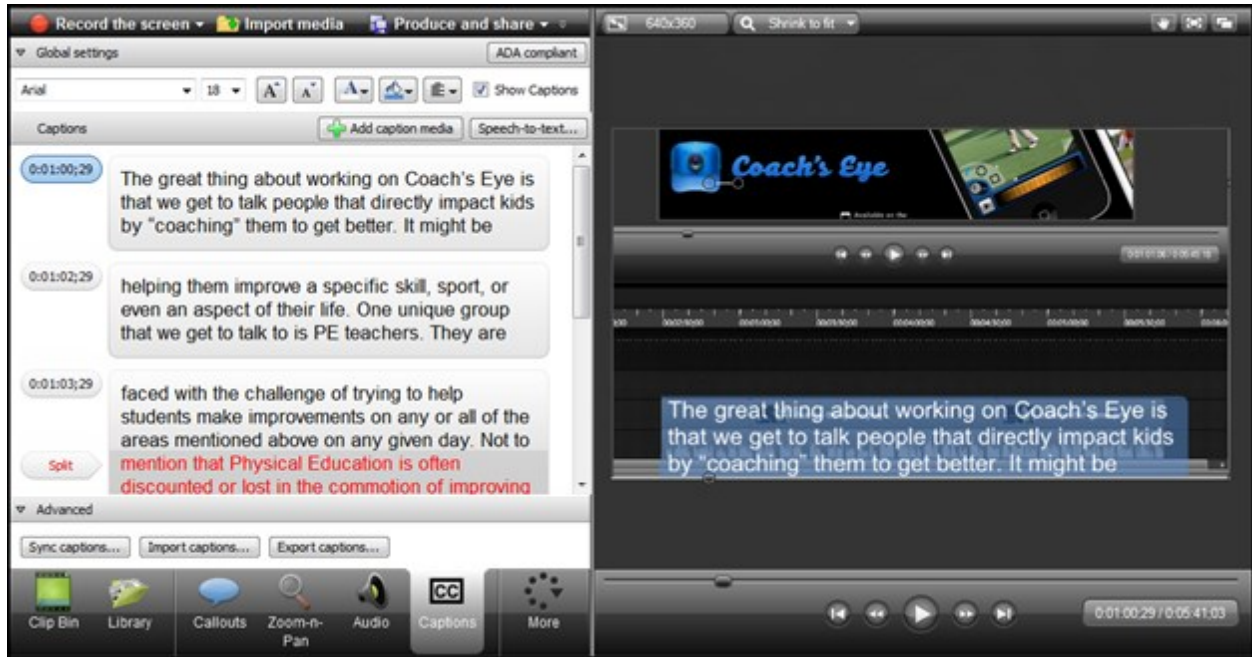 Record the screen
Import media
Produce and share
Global settings
ADA compliant
Arial
18
Show Captions
Captions
Add caption media
Speech-to-text...
0:01:00;29
The great thing about working on Coach's Eye is
that we get to talk people that directly impact kids
by "coaching" them to get better. It might be
0:01:02;29
helping them improve a specific skill, sport, or
even an aspect of their life. One unique group
that we get to talk to is PE teachers. They are
0:01:03;29
faced with the challenge of trying to help
students make improvements on any or all of the
areas mentioned above on any given day. Not to
Split
mention that Physical Education is often
discounted or lost in the commotion of improving
Advanced
Sync captions...
Import captions...
Export captions...
Clip Bin
Library
Callouts
Zoom-n-
Pan
Audio
CC
Captions
More
640x360
Shrink to fit
Coach's Eye
Available on the
The great thing about working on Coach's Eye is
that we get to talk people that directly impact kids
by "coaching" them to get better. It might be
0:01:00;29 / 0:05:41;03